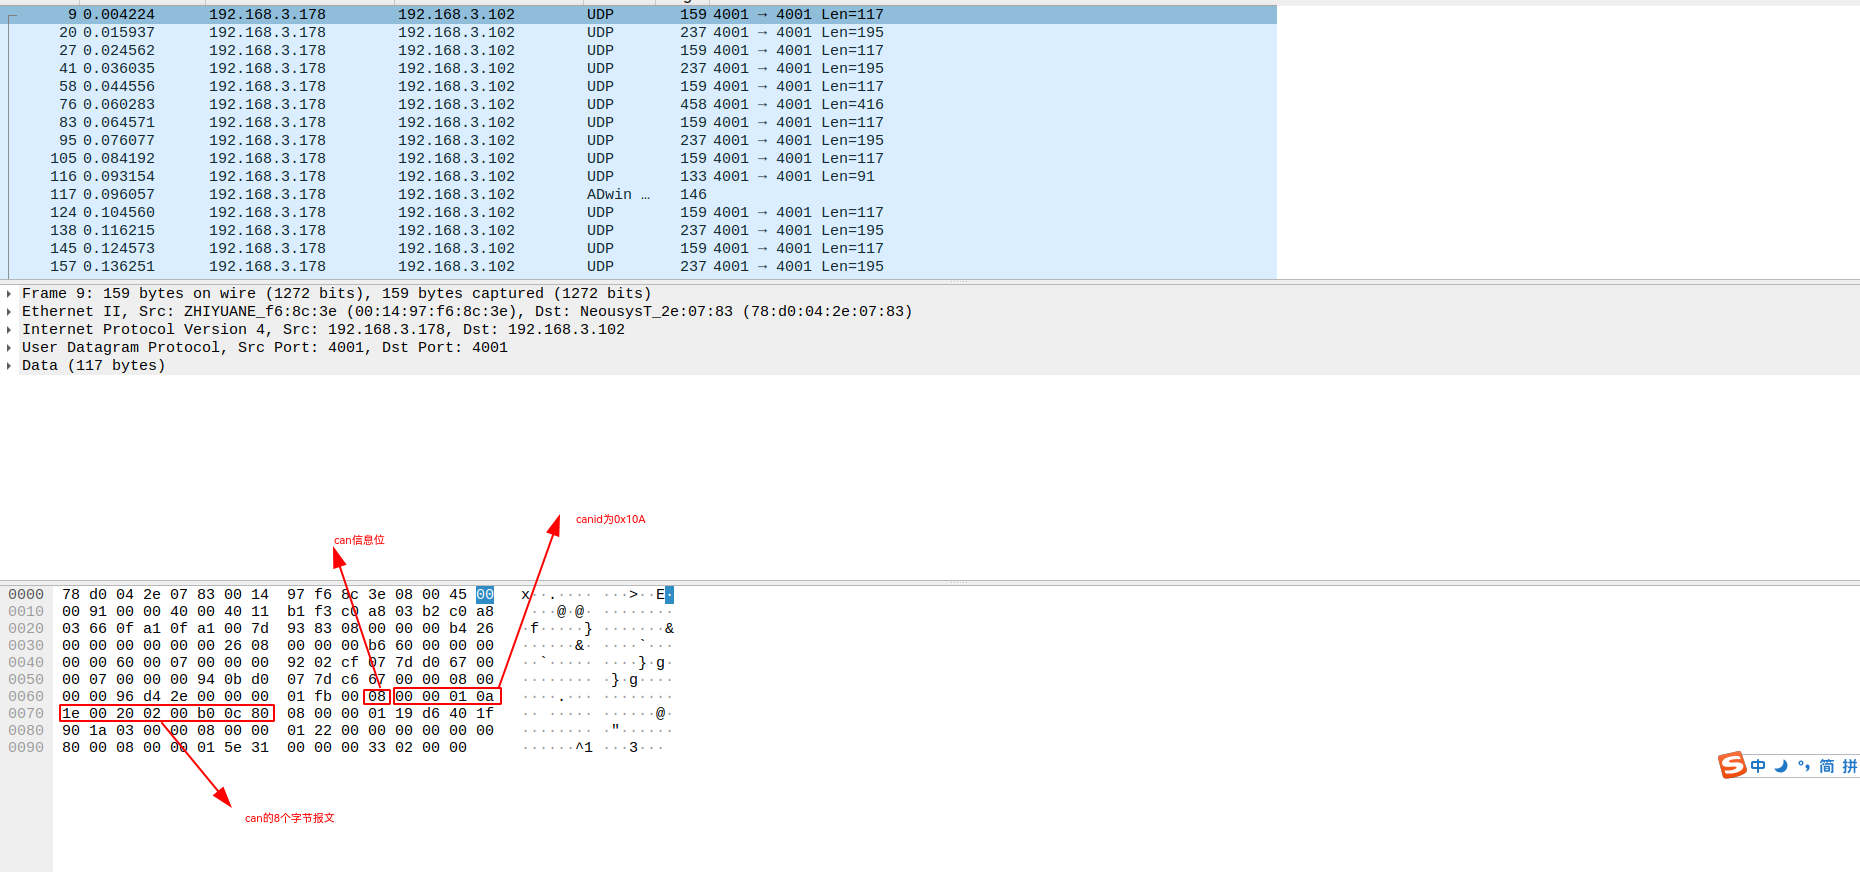 9 0.004224 192.168.3.178 192.168.3.102 UDP 159 4001 → 4001 Len=117
20 0.015937 192.168.3.178 192.168.3.102 UDP 237 4001 → 4001 Len=195
27 0.024562 192.168.3.178 192.168.3.102 UDP 159 4001 → 4001 Len=117
41 0.036035 192.168.3.178 192.168.3.102 UDP 237 4001 → 4001 Len=195
58 0.044556 192.168.3.178 192.168.3.102 UDP 159 4001 → 4001 Len=117
76 0.060283 192.168.3.178 192.168.3.102 UDP 458 4001 → 4001 Len=416
83 0.064571 192.168.3.178 192.168.3.102 UDP 159 4001 → 4001 Len=117
95 0.076077 192.168.3.178 192.168.3.102 UDP 237 4001 → 4001 Len=195
105 0.084192 192.168.3.178 192.168.3.102 UDP 159 4001 → 4001 Len=117
116 0.093154 192.168.3.178 192.168.3.102 UDP 133 4001 → 4001 Len=91
117 0.096057 192.168.3.178 192.168.3.102 ADwin … 146
124 0.104560 192.168.3.178 192.168.3.102 UDP 159 4001 → 4001 Len=117
138 0.116215 192.168.3.178 192.168.3.102 UDP 237 4001 → 4001 Len=195
145 0.124573 192.168.3.178 192.168.3.102 UDP 159 4001 → 4001 Len=117
157 0.136251 192.168.3.178 192.168.3.102 UDP 237 4001 → 4001 Len=195
Frame 9: 159 bytes on wire (1272 bits), 159 bytes captured (1272 bits)
Ethernet II, Src: ZHIYUANE_f6:8c:3e (00:14:97:f6:8c:3e), Dst: NeousysT_2e:07:83 (78:d0:04:2e:07:83)
Internet Protocol Version 4, Src: 192.168.3.178, Dst: 192.168.3.102
User Datagram Protocol, Src Port: 4001, Dst Port: 4001
Data (117 bytes)
canid为0x10A
can信息位
0000 78 d0 04 2e 07 83 00 14 97 f6 8c 3e 08 00 45 00 x··.···· ···>··E·
0010 00 91 00 00 40 00 40 11 b1 f3 c0 a8 03 b2 c0 a8 ····@·@· ········
0020 03 66 0f a1 0f a1 00 7d 93 83 08 00 00 00 b4 26 ·f·····} ·······&
0030 00 00 00 00 00 00 26 08 00 00 00 b6 60 00 00 00 ······&· ····`···
0040 00 00 60 00 07 00 00 00 92 02 cf 07 7d d0 67 00 ··`····· ····}·g·
0050 00 07 00 00 00 94 0b d0 07 7d c6 67 00 00 08 00 ········ ·}·g····
0060 00 00 96 d4 2e 00 00 00 01 fb 00 08 00 00 01 0a ····.··· ········
0070 1e 00 20 02 00 b0 0c 80 08 00 00 01 19 d6 40 1f ·· ····· ······@·
0080 90 1a 03 00 00 08 00 00 01 22 00 00 00 00 00 00 ········ ·"······
0090 80 00 08 00 00 01 5e 31 00 00 00 33 02 00 00 ······^1 ···3···
can的8个字节报文
S 中 简 拼